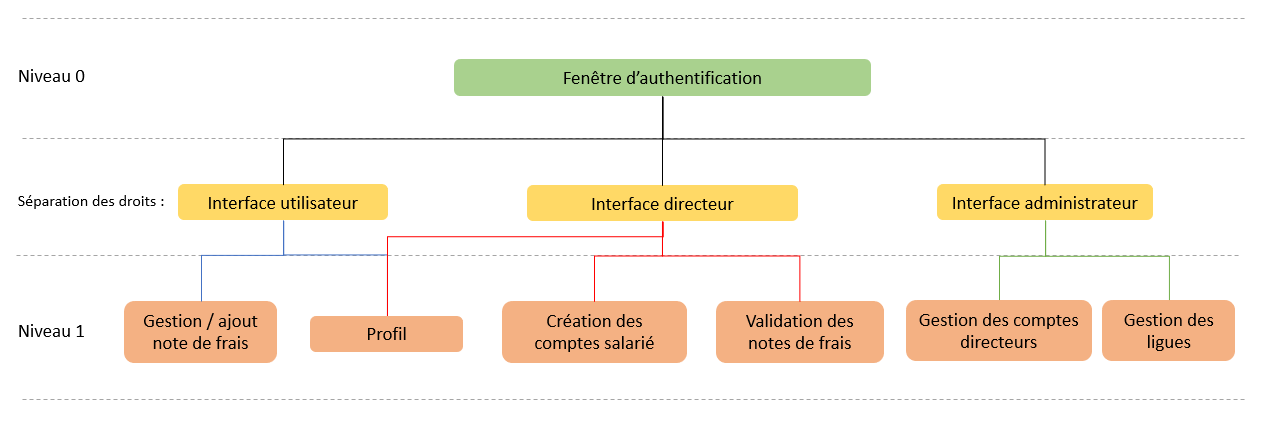 Niveau 0
Fenêtre d’authentification
Séparation des droits :
Interface utilisateur
Interface directeur
Interface administrateur
Niveau 1
Gestion / ajout
note de frais
Profil
Création des
comptes salarié
Validation des
notes de frais
Gestion des comptes
directeurs
Gestion des
ligues